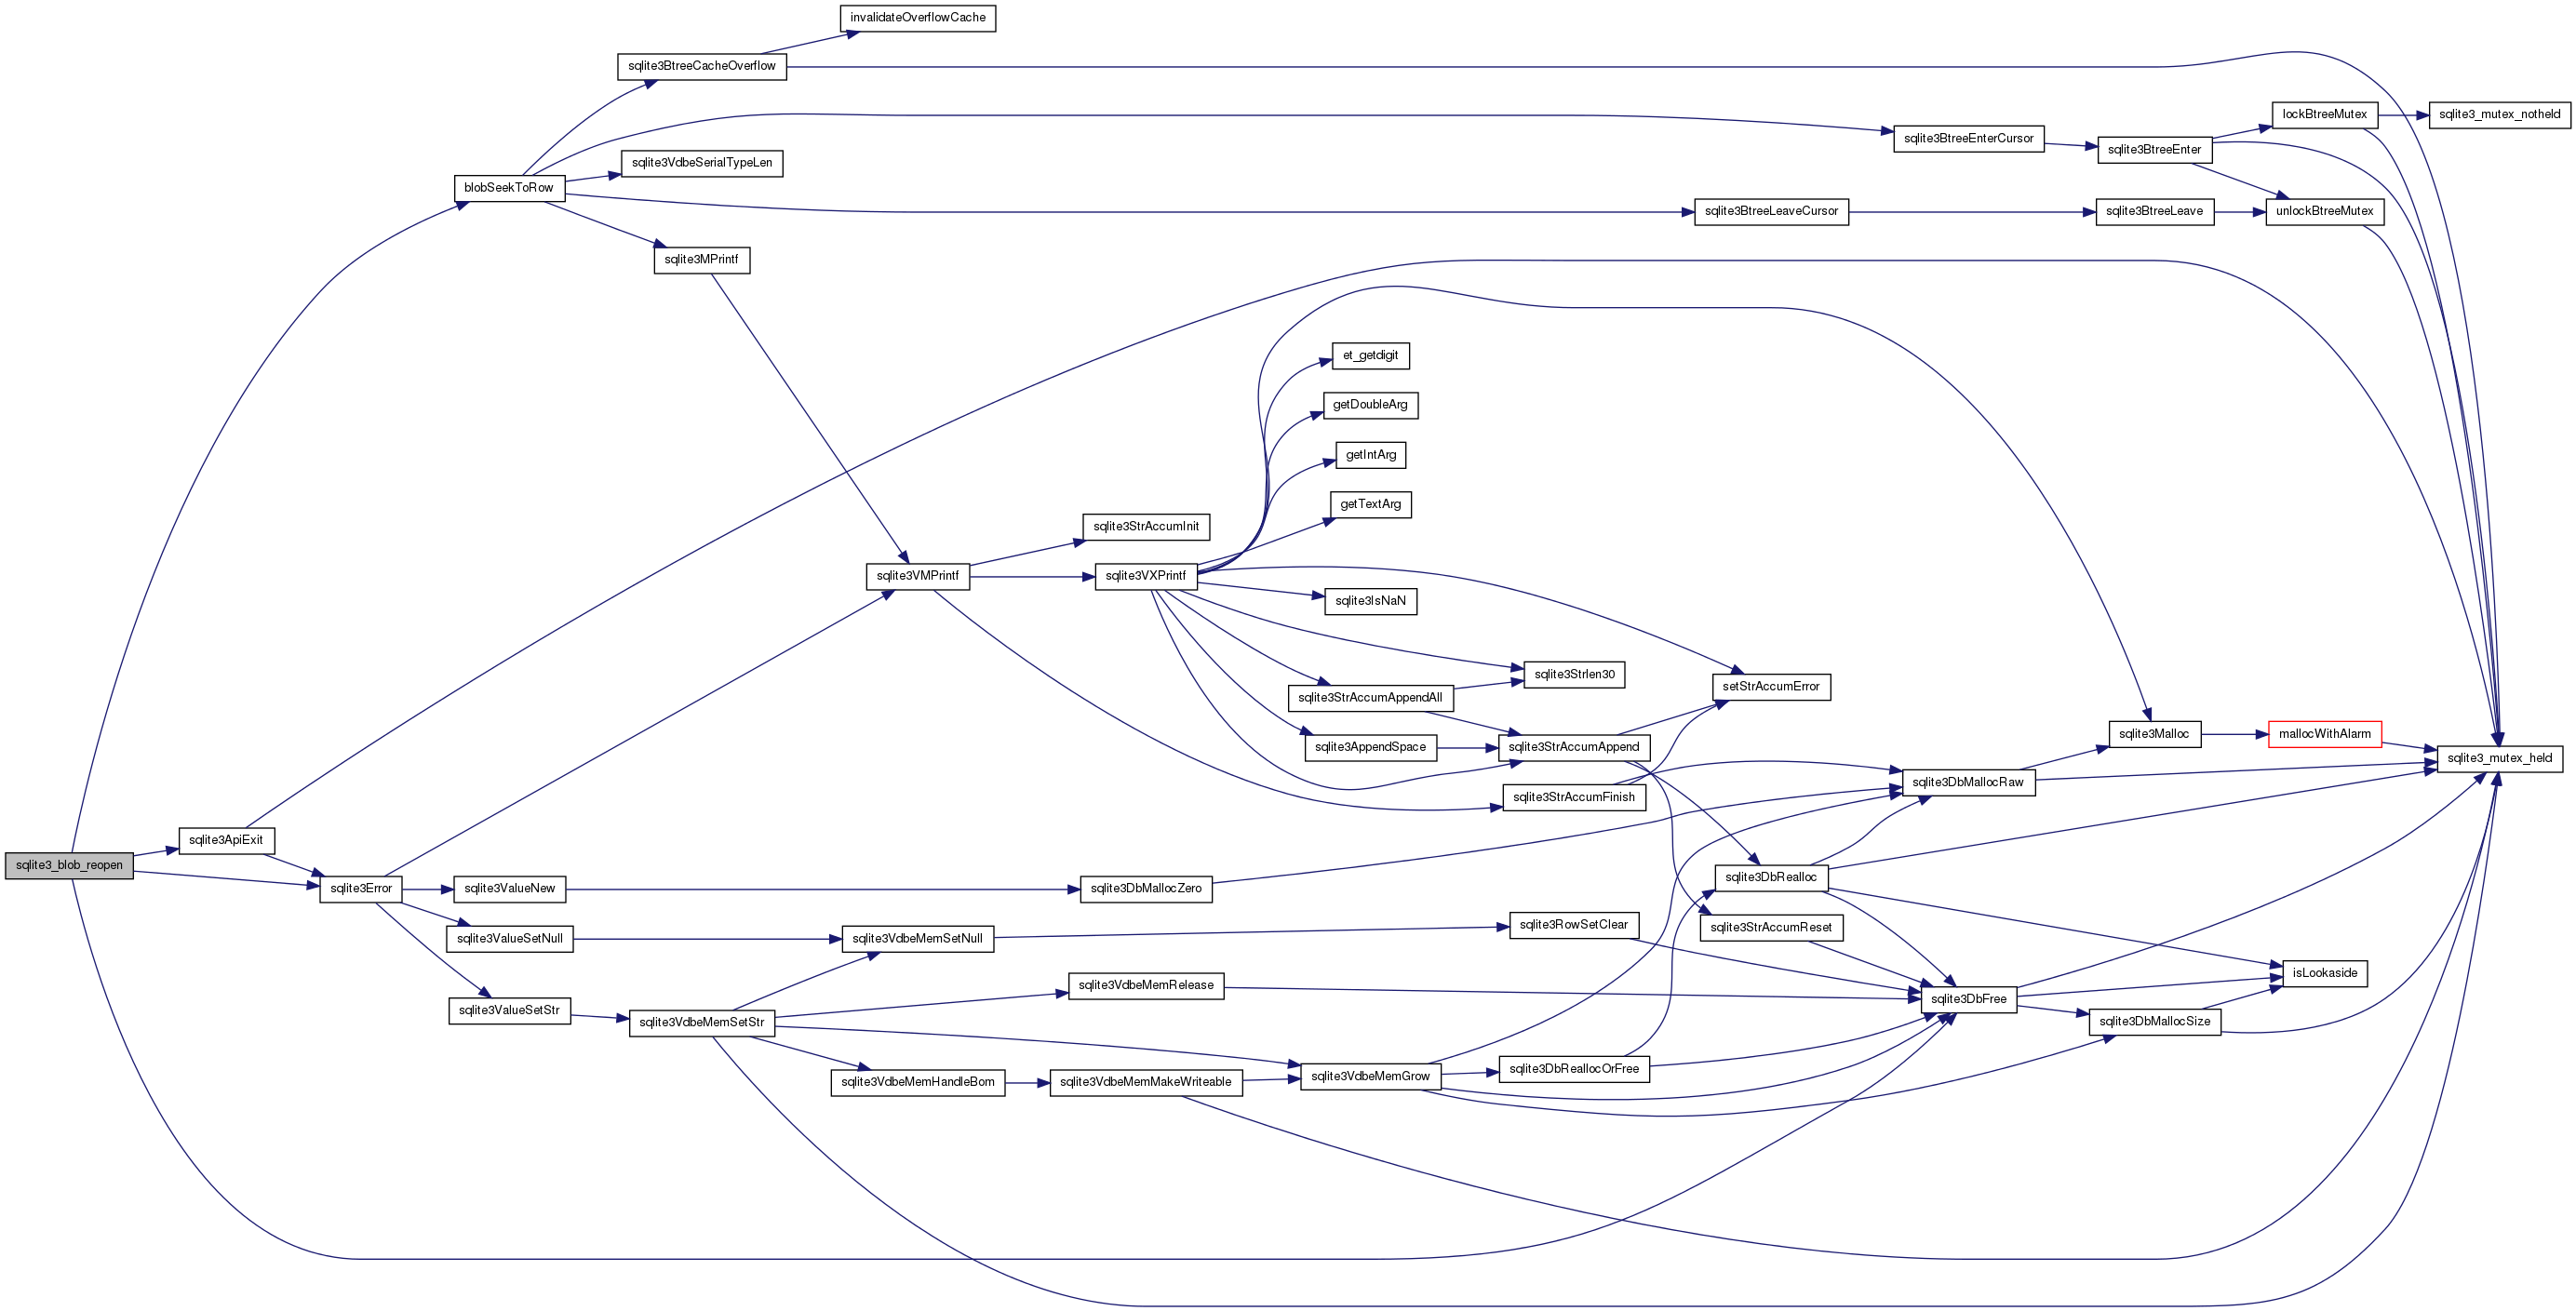 invalidateOverflowCache
sqlite3BtreeCacheOverflow
lockBtreeMutex
sqlite3_mutex_notheld
sqlite3BtreeEnterCursor
sqlite3BtreeEnter
sqlite3VdbeSerialTypeLen
blobSeekToRow
sqlite3BtreeLeaveCursor
sqlite3BtreeLeave
unlockBtreeMutex
sqlite3MPrintf
et_getdigit
getDoubleArg
getIntArg
getTextArg
sqlite3StrAccumInit
sqlite3VMPrintf
sqlite3VXPrintf
sqlite3IsNaN
sqlite3Strlen30
setStrAccumError
sqlite3StrAccumAppendAll
sqlite3Malloc
mallocWithAlarm
sqlite3AppendSpace
sqlite3StrAccumAppend
sqlite3_mutex_held
sqlite3DbMallocRaw
sqlite3StrAccumFinish
sqlite3ApiExit
sqlite3_blob_reopen
sqlite3DbRealloc
sqlite3Error
sqlite3ValueNew
sqlite3DbMallocZero
sqlite3StrAccumReset
sqlite3RowSetClear
sqlite3ValueSetNull
sqlite3VdbeMemSetNull
isLookaside
sqlite3VdbeMemRelease
sqlite3DbFree
sqlite3ValueSetStr
sqlite3VdbeMemSetStr
sqlite3DbMallocSize
sqlite3DbReallocOrFree
sqlite3VdbeMemGrow
sqlite3VdbeMemHandleBom
sqlite3VdbeMemMakeWriteable